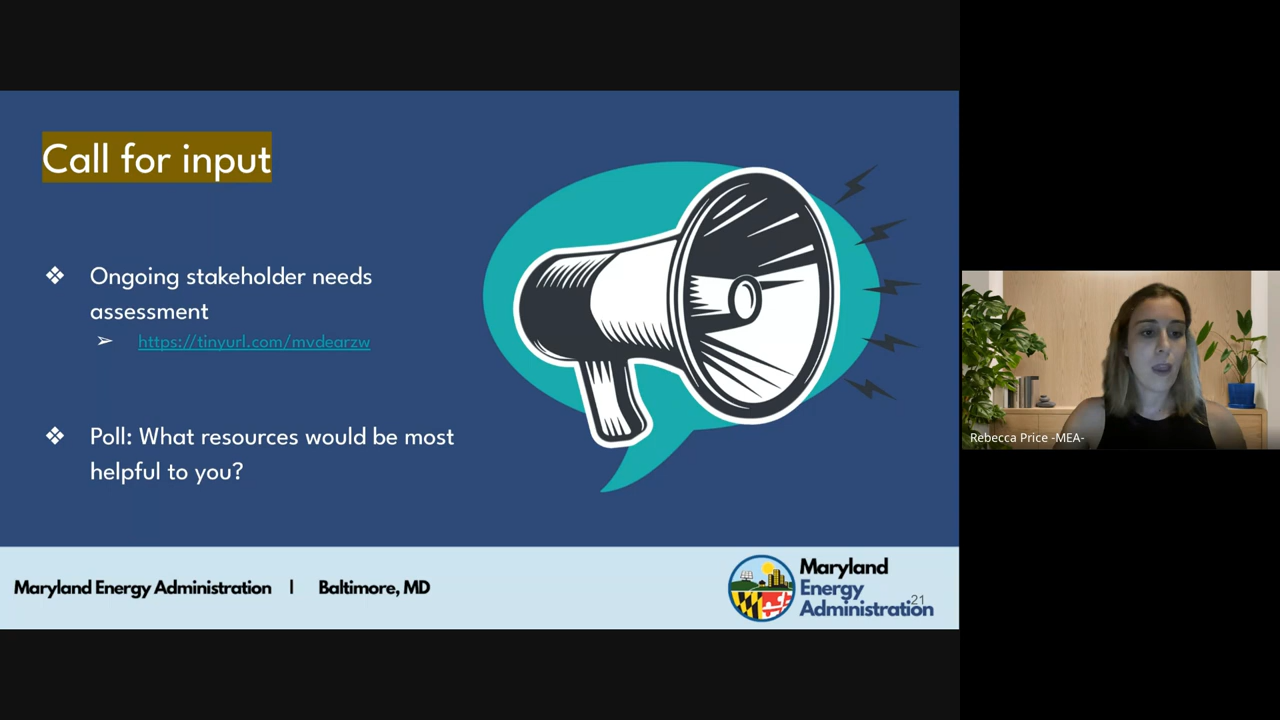 Call for input
❖ Ongoing stakeholder needs
assessment
➢ https://tinyurl.com/mvdearzw
❖ Poll: What resources would be most
helpful to you?
Maryland Energy Administration | Baltimore, MD
Maryland
Energy
Administration
21
Rebecca Price -MEA-